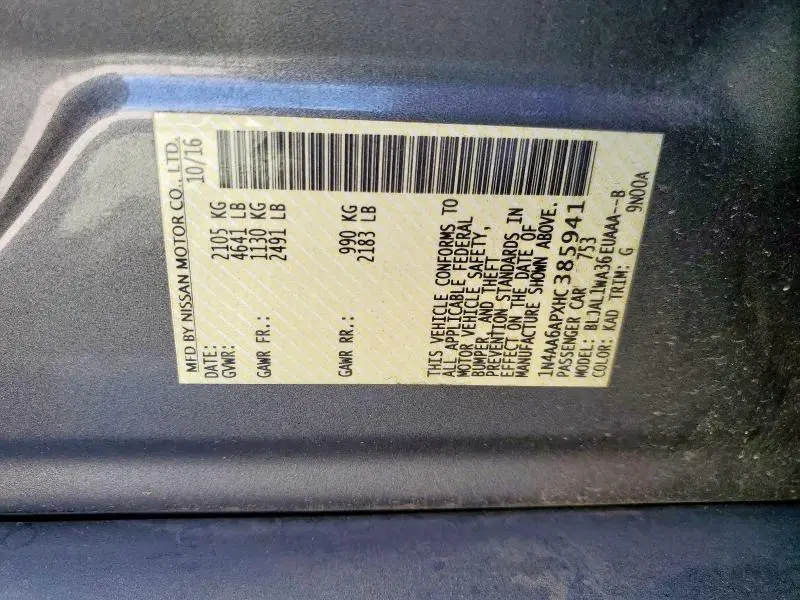 MFD BY NISSAN MOTOR CO., LTD.
DATE: 10/16
GVWR: 2105 KG
4641 LB
GAWR FR: 1130 KG
2491 LB
GAWR RR: 990 KG
2183 LB
THIS VEHICLE CONFORMS TO
ALL APPLICABLE FEDERAL
MOTOR VEHICLE SAFETY,
BUMPER, AND THEFT
PREVENTION STANDARDS IN
EFFECT ON THE DATE OF
MANUFACTURE SHOWN ABOVE.
1N4AA6APXHC385941
PASSENGER CAR 753
MODEL: BLJALIWA36EUAAA--B
COLOR: KAD TRIM: G 9N00A